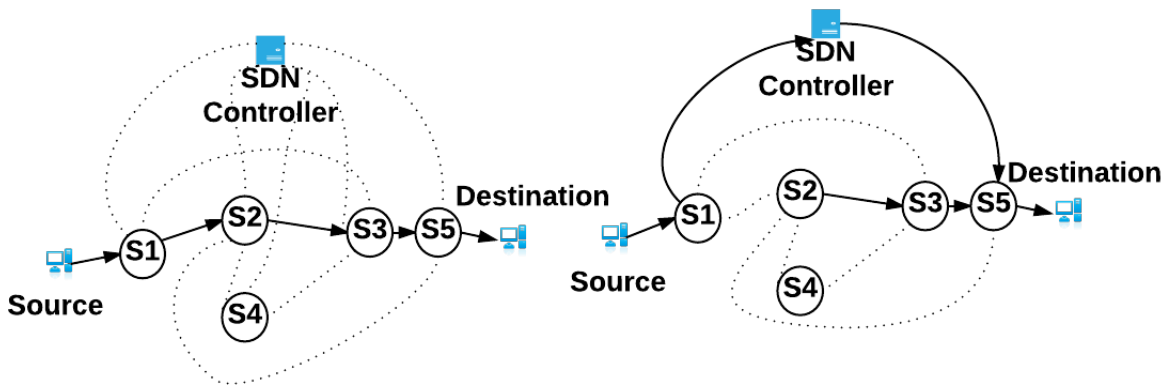 SDN
Controller
S1
S2
S3
S5
S4
Source
Destination
SDN
Controller
S1
S2
S3
S5
S4
Source
Destination